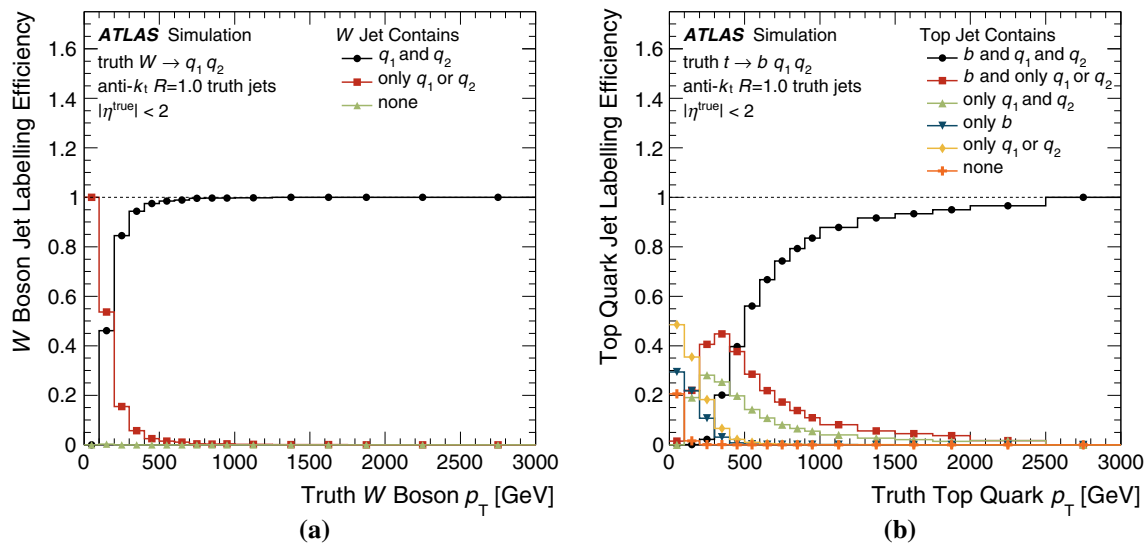 W Boson Jet Labelling Efficiency
1.6
1.4
1.2
1
0.8
0.6
0.4
0.2
0
ATLAS Simulation
truth W → q1 q2
anti-kt R=1.0 truth jets
|η^true| < 2
W Jet Contains
q1 and q2
only q1 or q2
none
0 500 1000 1500 2000 2500 3000
Truth W Boson pT [GeV]
(a)
Top Quark Jet Labelling Efficiency
1.6
1.4
1.2
1
0.8
0.6
0.4
0.2
0
ATLAS Simulation
truth t → b q1 q2
anti-kt R=1.0 truth jets
|η^true| < 2
Top Jet Contains
b and q1 and q2
b and only q1 or q2
only q1 and q2
only b
only q1 or q2
none
0 500 1000 1500 2000 2500 3000
Truth Top Quark pT [GeV]
(b)